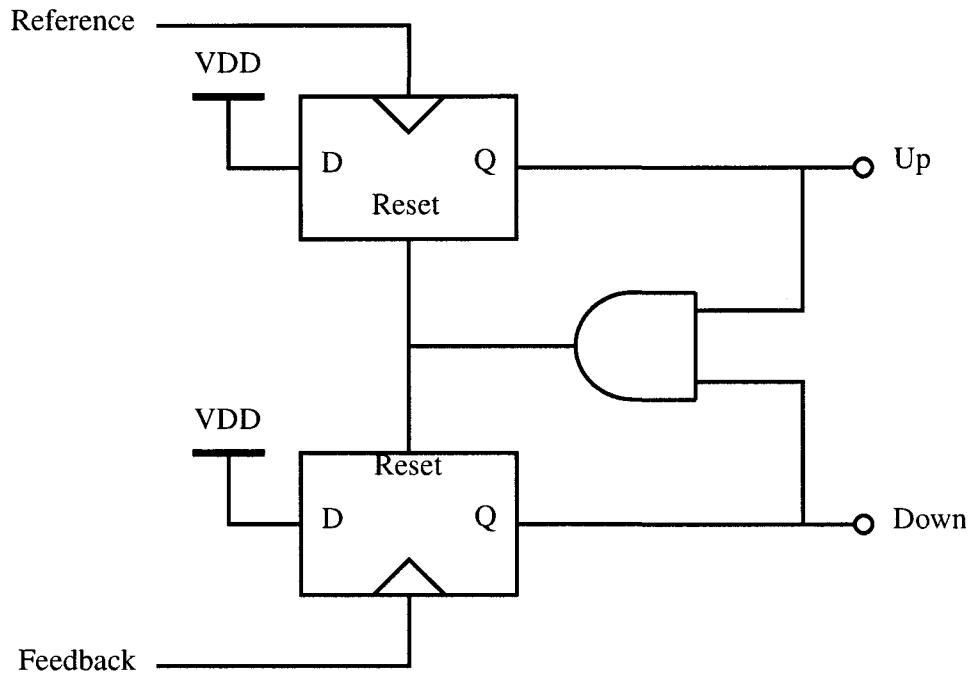 Reference
VDD
D
Q
Up
Reset
VDD
Reset
D
Q
Down
Feedback